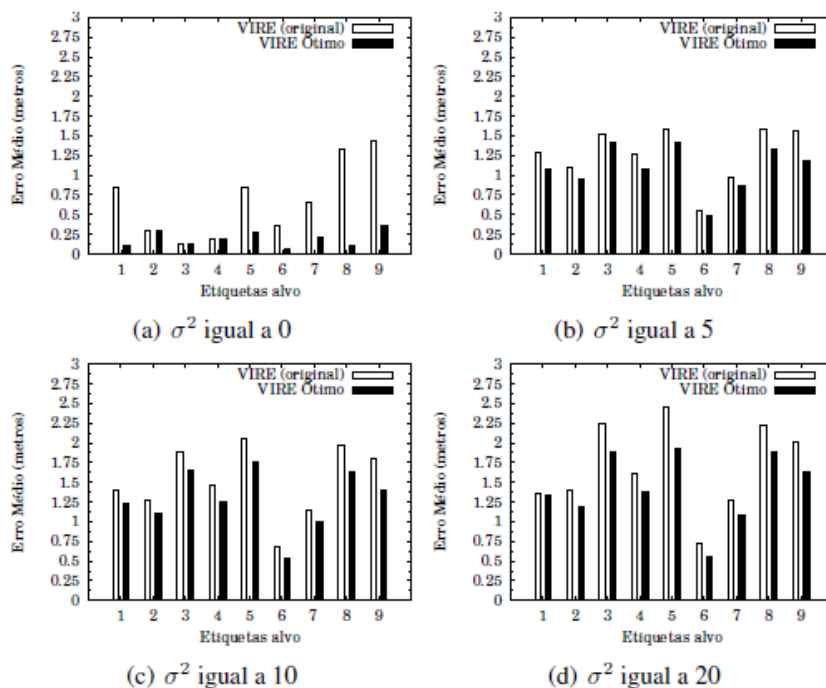 3
2.75
2.5
2.25
2
1.75
1.5
1.25
1
0.75
0.5
0.25
0
Erro Médio (metros)
VIRE (original)
VIRE Ótimo
1 2 3 4 5 6 7 8 9
Etiquetas alvo
(a) σ² igual a 0
3
2.75
2.5
2.25
2
1.75
1.5
1.25
1
0.75
0.5
0.25
0
Erro Médio (metros)
VIRE (original)
VIRE Ótimo
1 2 3 4 5 6 7 8 9
Etiquetas alvo
(b) σ² igual a 5
3
2.75
2.5
2.25
2
1.75
1.5
1.25
1
0.75
0.5
0.25
0
Erro Médio (metros)
VIRE (original)
VIRE Ótimo
1 2 3 4 5 6 7 8 9
Etiquetas alvo
(c) σ² igual a 10
3
2.75
2.5
2.25
2
1.75
1.5
1.25
1
0.75
0.5
0.25
0
Erro Médio (metros)
VIRE (original)
VIRE Ótimo
1 2 3 4 5 6 7 8 9
Etiquetas alvo
(d) σ² igual a 20